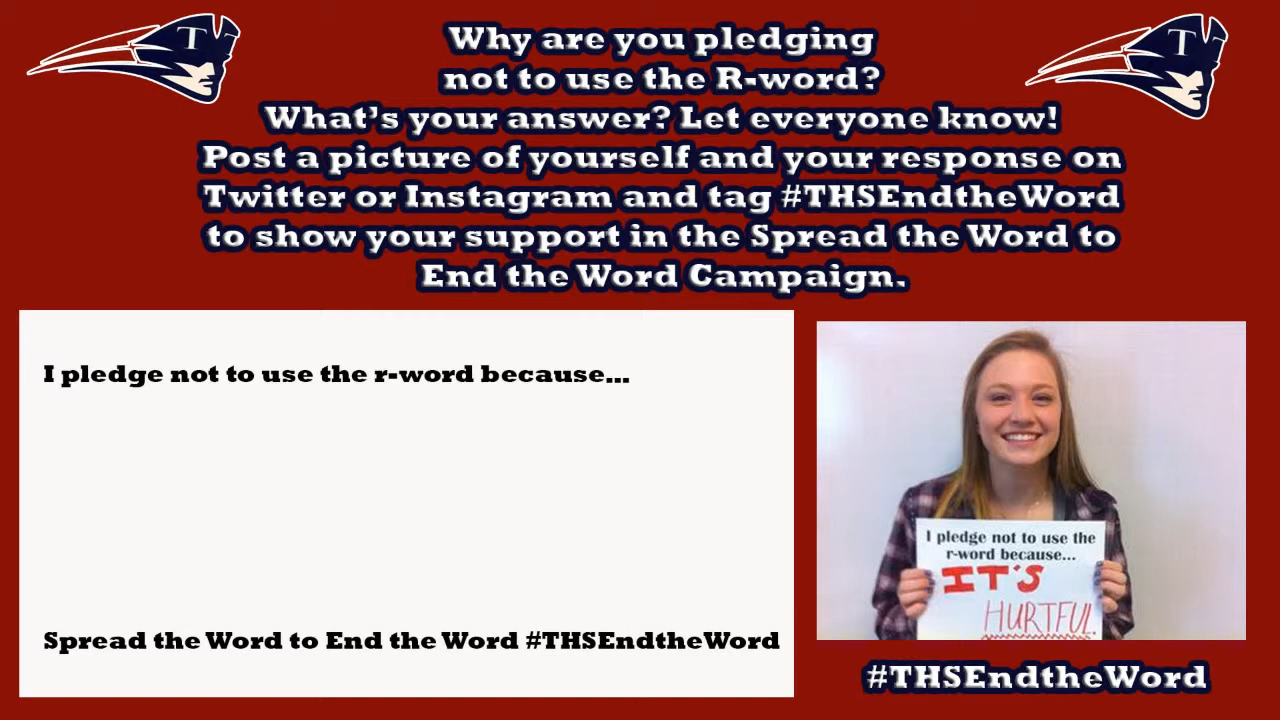 T
T
Why are you pledging
not to use the R-word?
What's your answer? Let everyone know!
Post a picture of yourself and your response on
Twitter or Instagram and tag #THSEndtheWord
to show your support in the Spread the Word to
End the Word Campaign.
I pledge not to use the r-word because...
Spread the Word to End the Word #THSEndtheWord
I pledge not to use the
r-word because...
IT'S
HURTFUL.
#THSEndtheWord